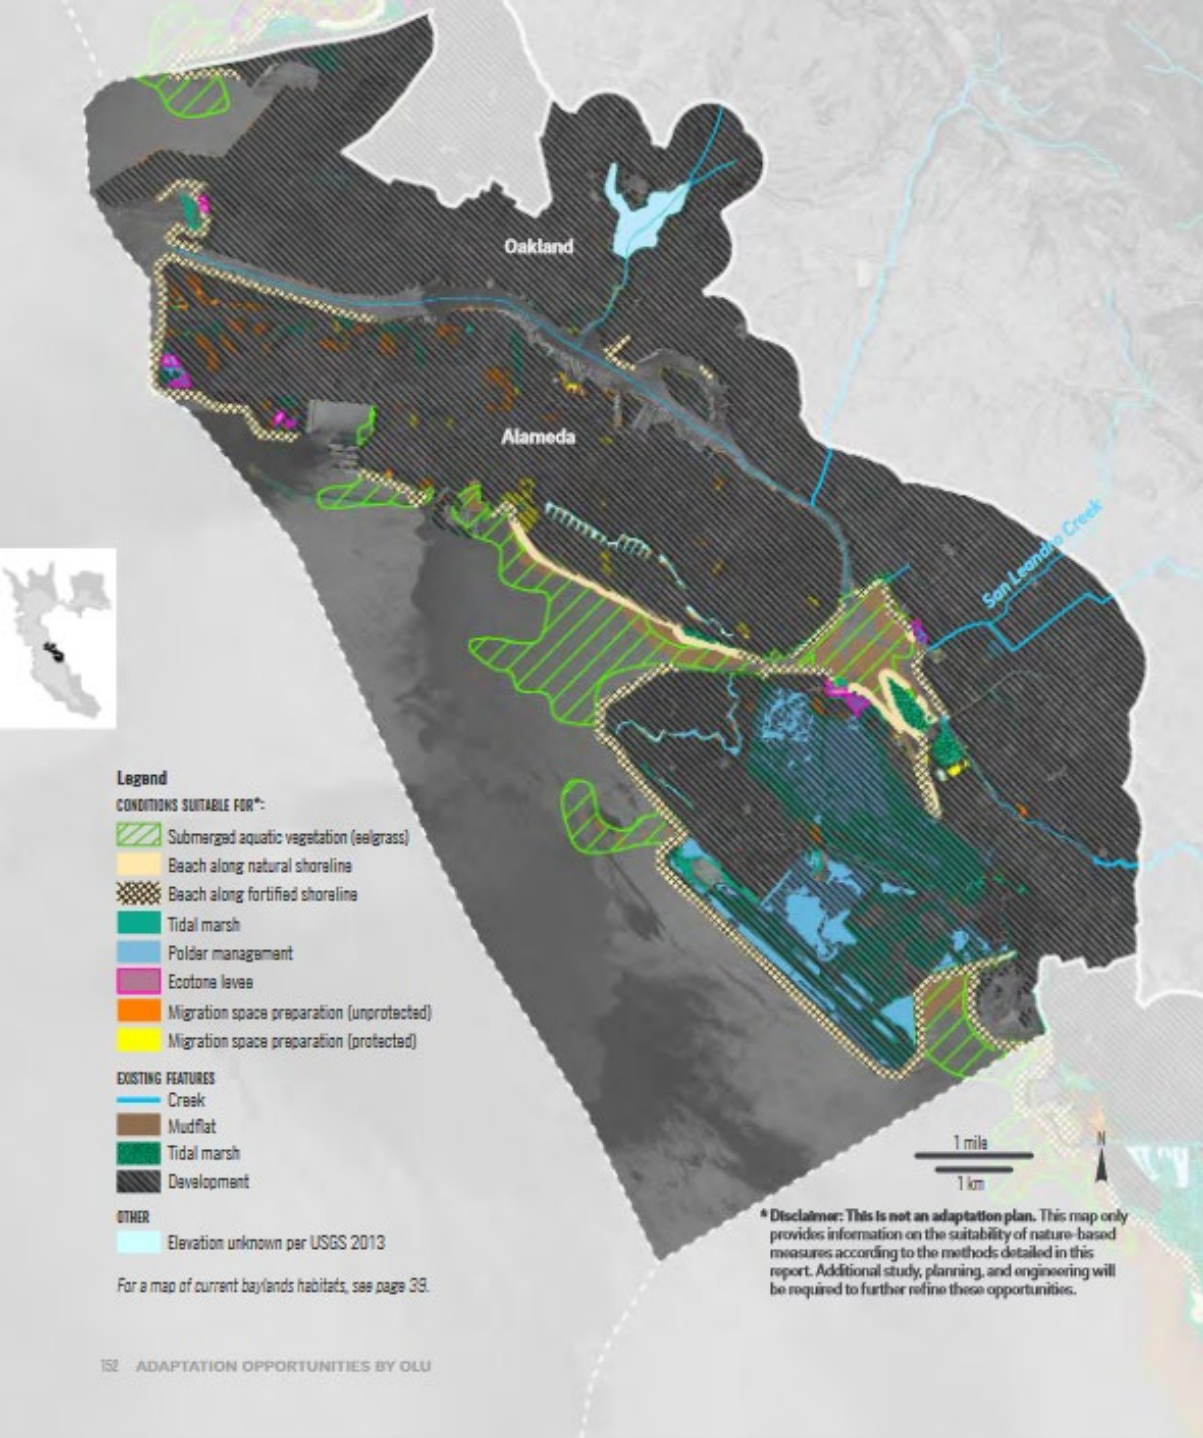 Oakland
Alameda
San Leandro Creek
Legend
CONDITIONS SUITABLE FOR*:
Submerged aquatic vegetation (eelgrass)
Beach along natural shoreline
Beach along fortified shoreline
Tidal marsh
Polder management
Ecotone levee
Migration space preparation (unprotected)
Migration space preparation (protected)
EXISTING FEATURES
Creek
Mudflat
Tidal marsh
Development
OTHER
Elevation unknown per USGS 2013
For a map of current baylands habitats, see page 39.
1 mile
1 km
N
* Disclaimer: This is not an adaptation plan. This map only
provides information on the suitability of nature-based
measures according to the methods detailed in this
report. Additional study, planning, and engineering will
be required to further refine these opportunities.
152 ADAPTATION OPPORTUNITIES BY OLU